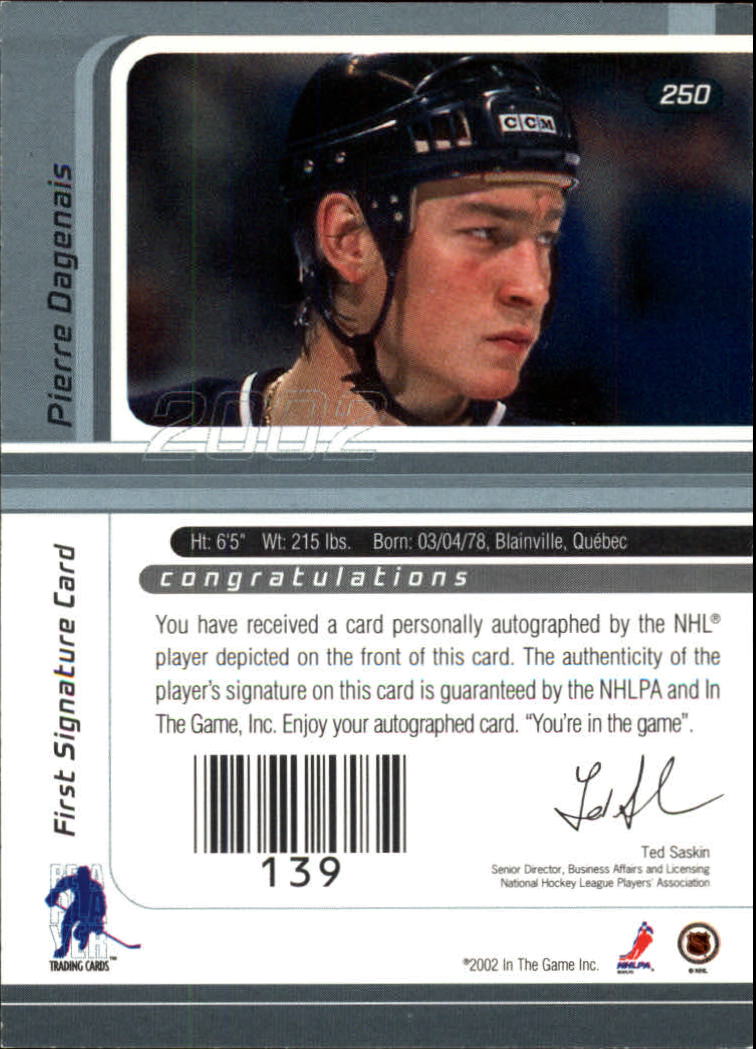 250
CCM
Pierre Dagenais
2002
Ht: 6'5" Wt: 215 lbs. Born: 03/04/78, Blainville, Québec
congratulations
First Signature Card
You have received a card personally autographed by the NHL®
player depicted on the front of this card. The authenticity of the
player's signature on this card is guaranteed by the NHLPA and In
The Game, Inc. Enjoy your autographed card. "You're in the game".
139
Ted Saskin
Senior Director, Business Affairs and Licensing
National Hockey League Players' Association
BE A
PLAYER
TRADING CARDS™
®2002 In The Game Inc.
NHLPA
© NHL